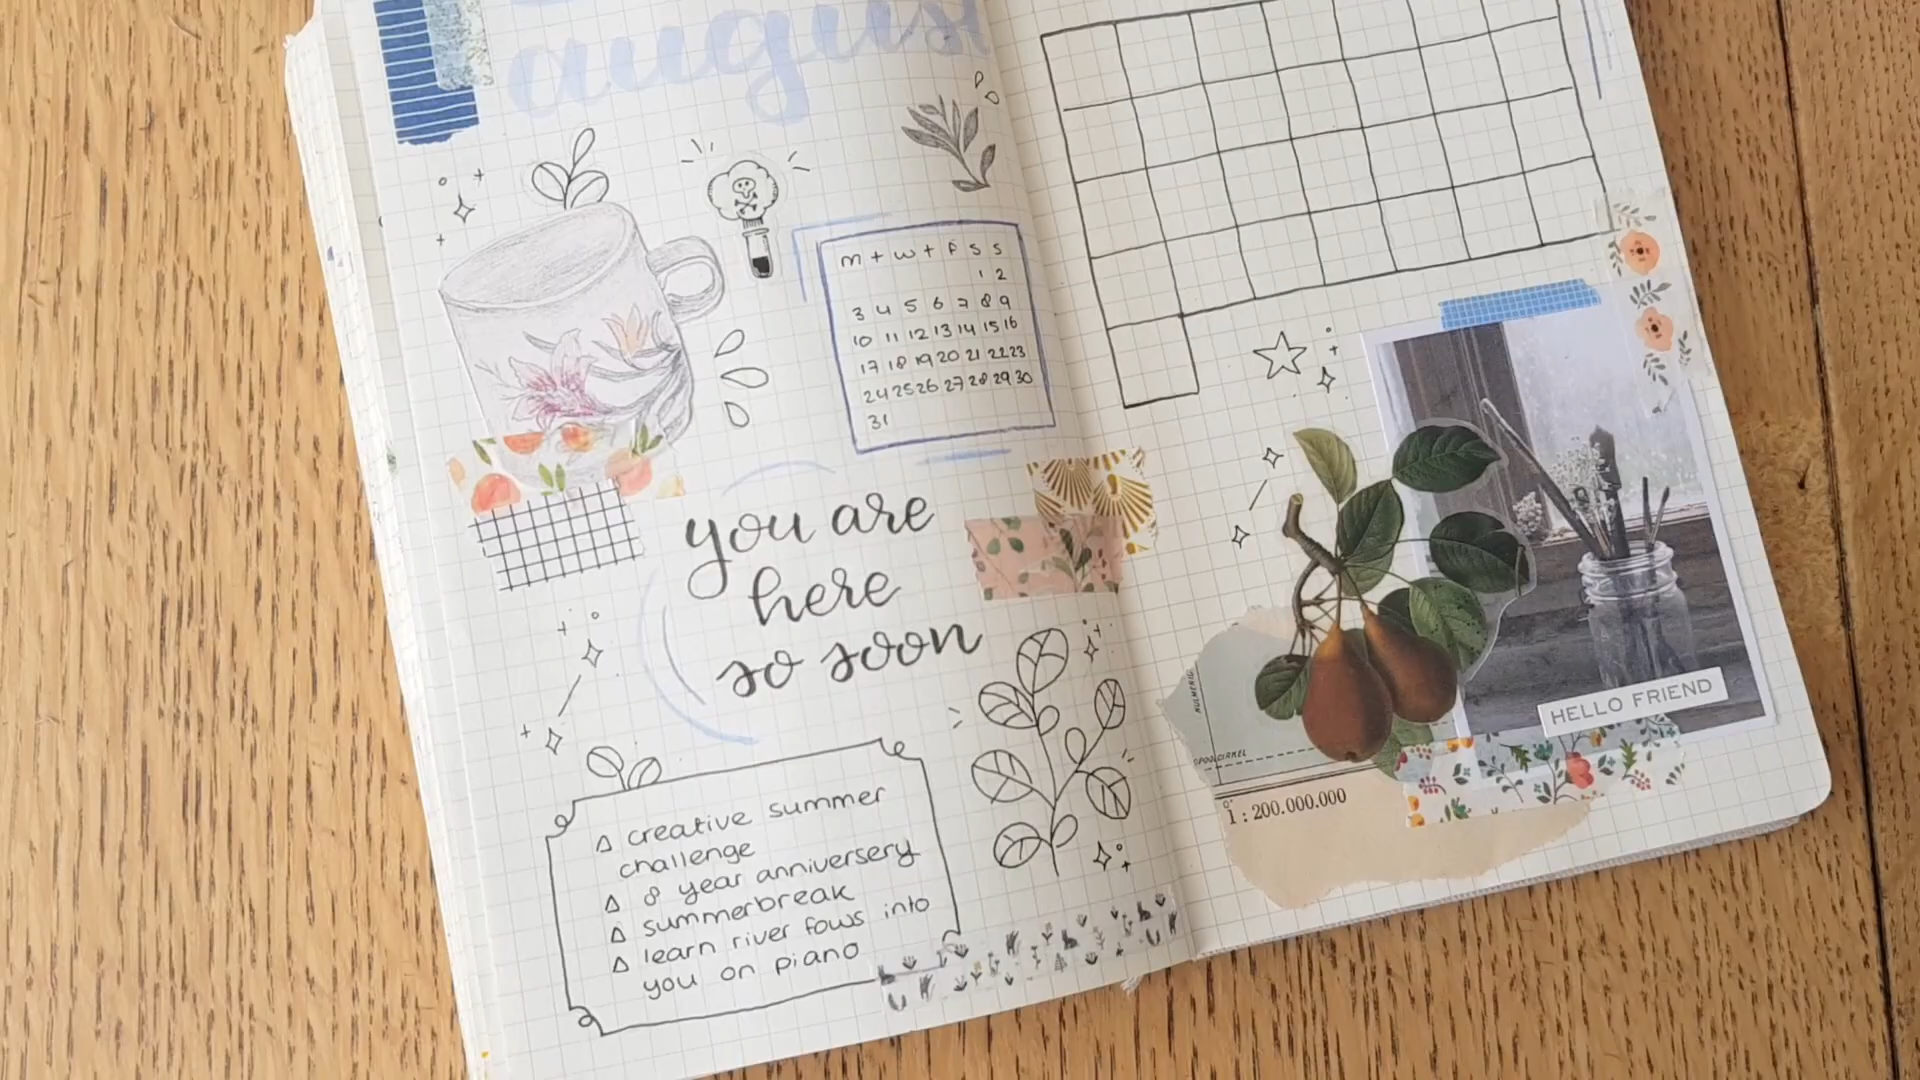 august
m t w t f s s
1 2
3 4 5 6 7 8 9
10 11 12 13 14 15 16
17 18 19 20 21 22 23
24 25 26 27 28 29 30
31
you are
here
so soon
creative summer
challenge
8 year anniversery
summerbreak
learn river fows into
you on piano
HELLO FRIEND
NULMERIG
SPOOLCIRKEL
0°
1 : 200.000.000